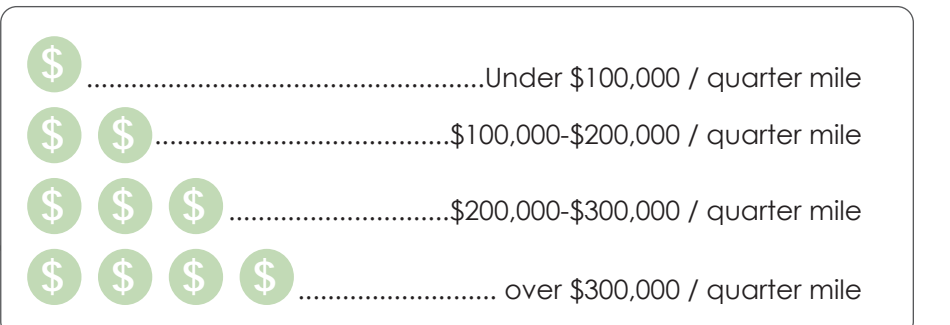 $ ......................................................Under $100,000 / quarter mile
$ $ ........................................$100,000-$200,000 / quarter mile
$ $ $ ..............................$200,000-$300,000 / quarter mile
$ $ $ $ ........................... over $300,000 / quarter mile